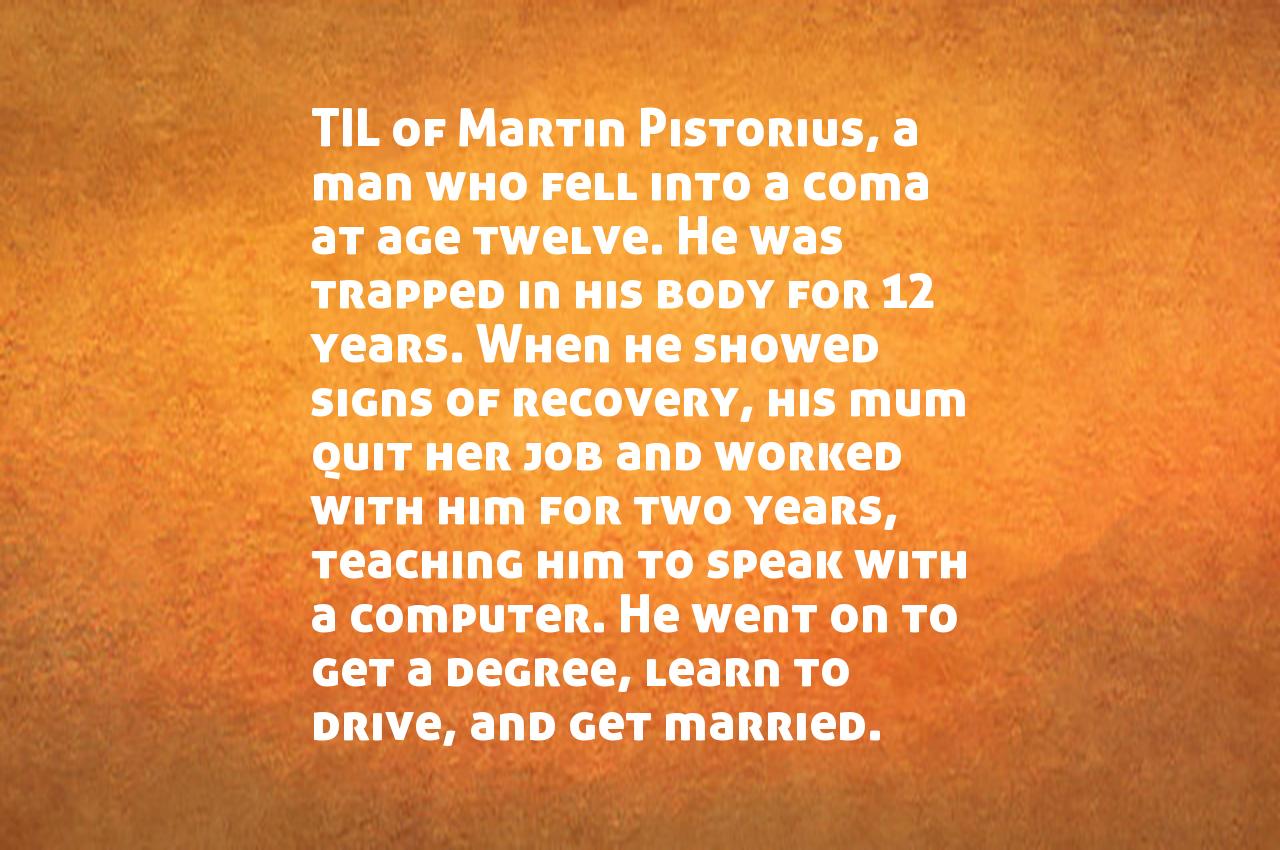 TIL of Martin Pistorius, a
man who fell into a coma
at age twelve. He was
trapped in his body for 12
years. When he showed
signs of recovery, his mum
quit her job and worked
with him for two years,
teaching him to speak with
a computer. He went on to
get a degree, learn to
drive, and get married.